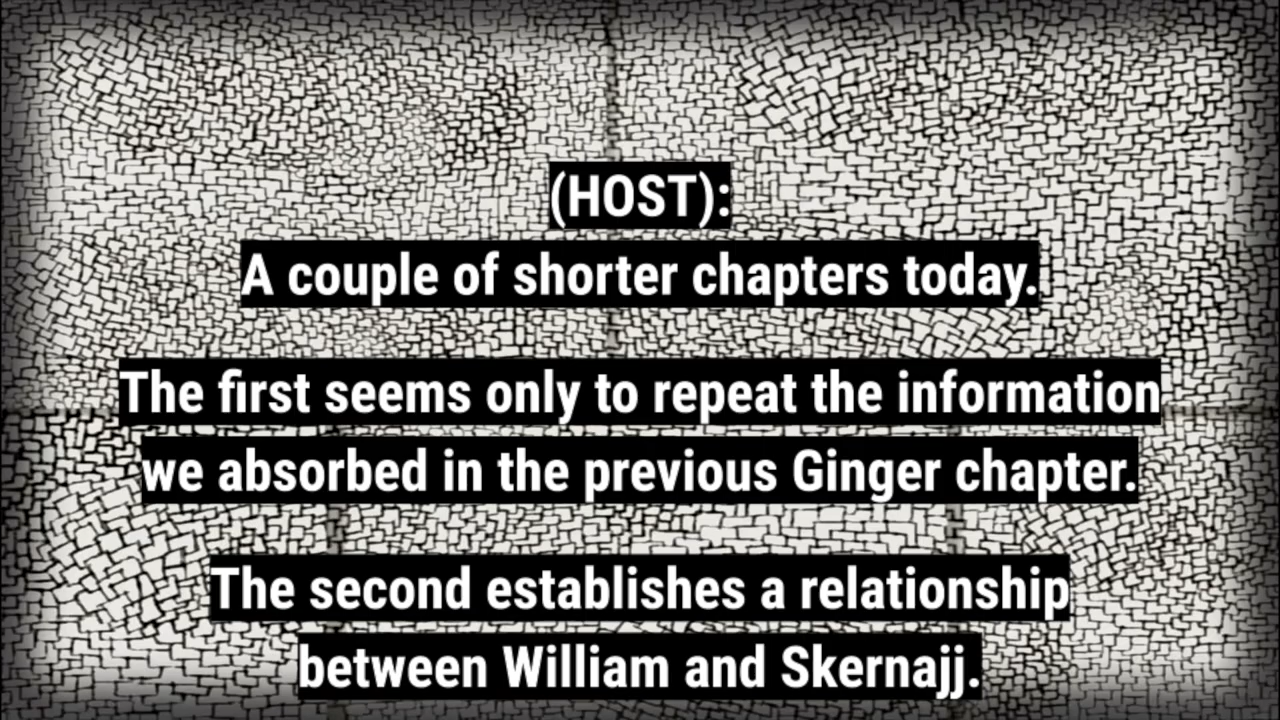 (HOST):
A couple of shorter chapters today.
The first seems only to repeat the information
we absorbed in the previous Ginger chapter.
The second establishes a relationship
between William and Skernajj.